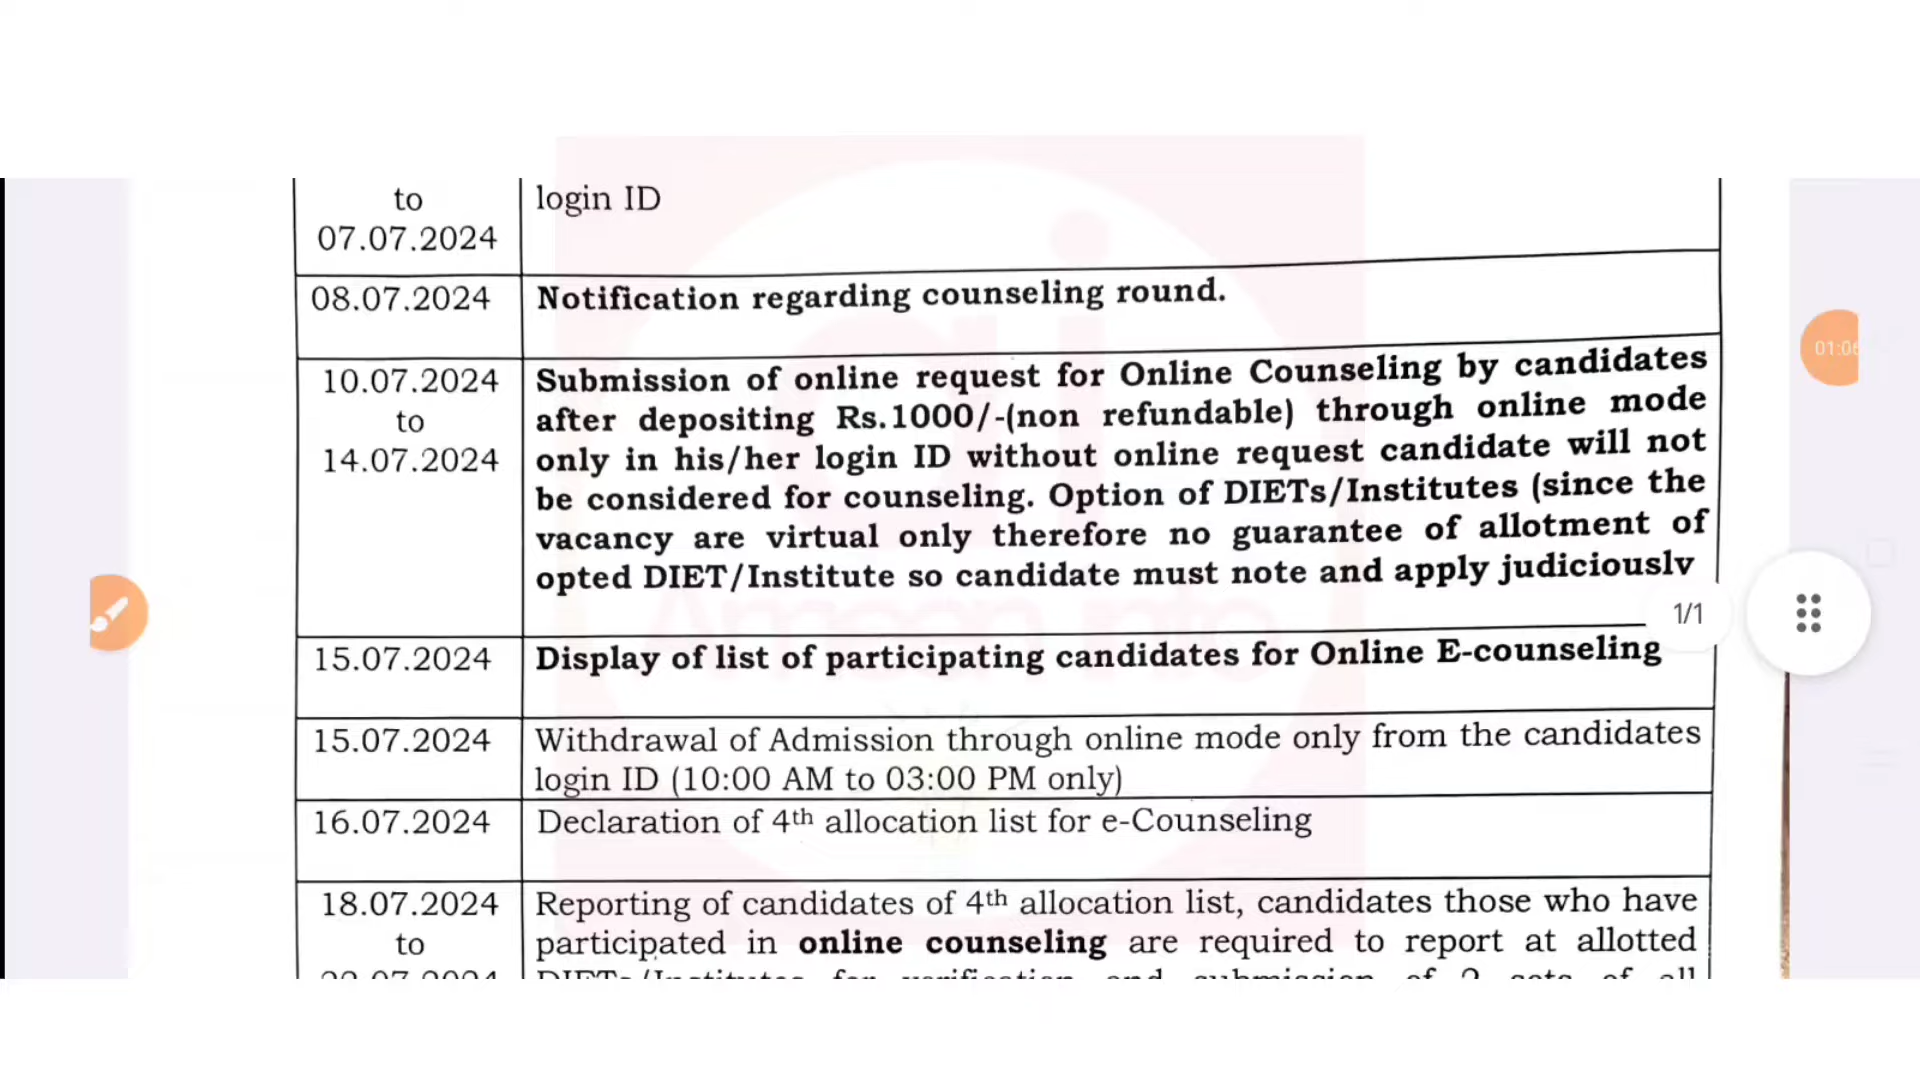 to
07.07.2024
login ID
08.07.2024
Notification regarding counseling round.
10.07.2024
to
14.07.2024
Submission of online request for Online Counseling by candidates
after depositing Rs.1000/-(non refundable) through online mode
only in his/her login ID without online request candidate will not
be considered for counseling. Option of DIETs/Institutes (since the
vacancy are virtual only therefore no guarantee of allotment of
opted DIET/Institute so candidate must note and apply judiciously
1/1
15.07.2024
Display of list of participating candidates for Online E-counseling
15.07.2024
Withdrawal of Admission through online mode only from the candidates
login ID (10:00 AM to 03:00 PM only)
16.07.2024
Declaration of 4th allocation list for e-Counseling
18.07.2024
to
Reporting of candidates of 4th allocation list, candidates those who have
participated in online counseling are required to report at allotted
01:06